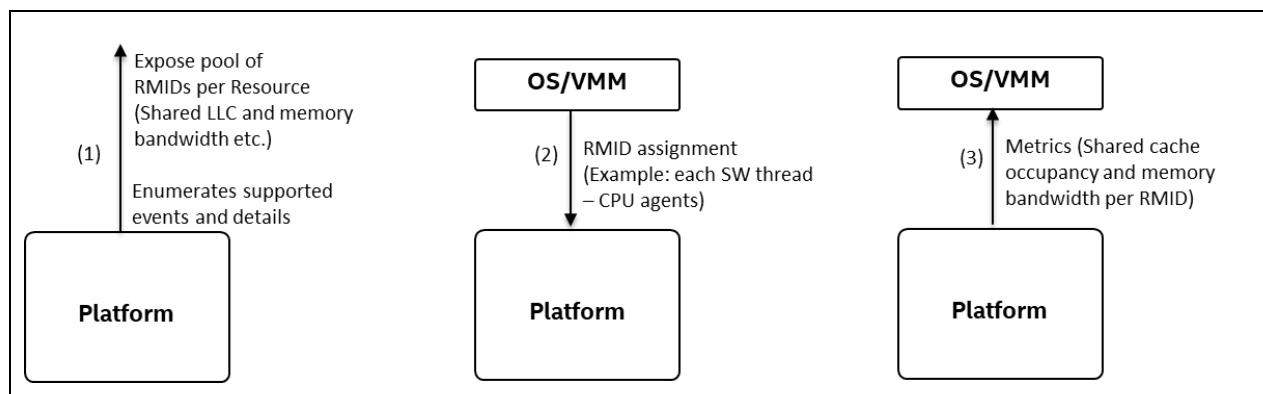 Expose pool of
RMIDs per Resource
(Shared LLC and memory
bandwidth etc.)
(1)
Enumerates supported
events and details
Platform
OS/VMM
(2)
RMID assignment
(Example: each SW thread
– CPU agents)
Platform
OS/VMM
(3)
Metrics (Shared cache
occupancy and memory
bandwidth per RMID)
Platform